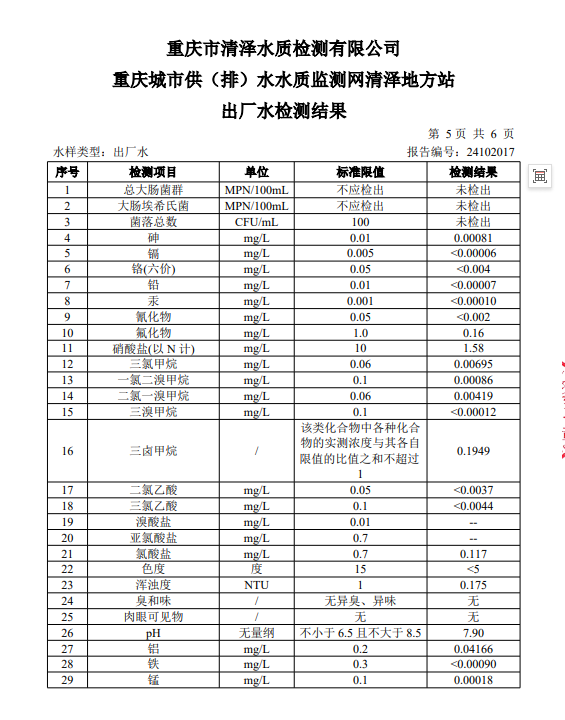 重庆市清泽水质检测有限公司
重庆城市供（排）水水质监测网清泽地方站
出厂水检测结果
第 5 页 共 6 页
水样类型：出厂水 报告编号：24102017
序号 检测项目 单位 标准限值 检测结果
1 总大肠菌群 MPN/100mL 不应检出 未检出
2 大肠埃希氏菌 MPN/100mL 不应检出 未检出
3 菌落总数 CFU/mL 100 未检出
4 砷 mg/L 0.01 0.00081
5 镉 mg/L 0.005 <0.00006
6 铬(六价) mg/L 0.05 <0.004
7 铅 mg/L 0.01 <0.00007
8 汞 mg/L 0.001 <0.00010
9 氰化物 mg/L 0.05 <0.002
10 氟化物 mg/L 1.0 0.16
11 硝酸盐(以 N 计) mg/L 10 1.58
12 三氯甲烷 mg/L 0.06 0.00695
13 一氯二溴甲烷 mg/L 0.1 0.00086
14 二氯一溴甲烷 mg/L 0.06 0.00419
15 三溴甲烷 mg/L 0.1 <0.00012
16 三卤甲烷 / 该类化合物中各种化合
物的实测浓度与其各自
限值的比值之和不超过
1 0.1949
17 二氯乙酸 mg/L 0.05 <0.0037
18 三氯乙酸 mg/L 0.1 <0.0044
19 溴酸盐 mg/L 0.01 --
20 亚氯酸盐 mg/L 0.7 --
21 氯酸盐 mg/L 0.7 0.117
22 色度 度 15 <5
23 浑浊度 NTU 1 0.175
24 臭和味 / 无异臭、异味 无
25 肉眼可见物 / 无 无
26 pH 无量纲 不小于 6.5 且不大于 8.5 7.90
27 铝 mg/L 0.2 0.04166
28 铁 mg/L 0.3 <0.00090
29 锰 mg/L 0.1 0.00018